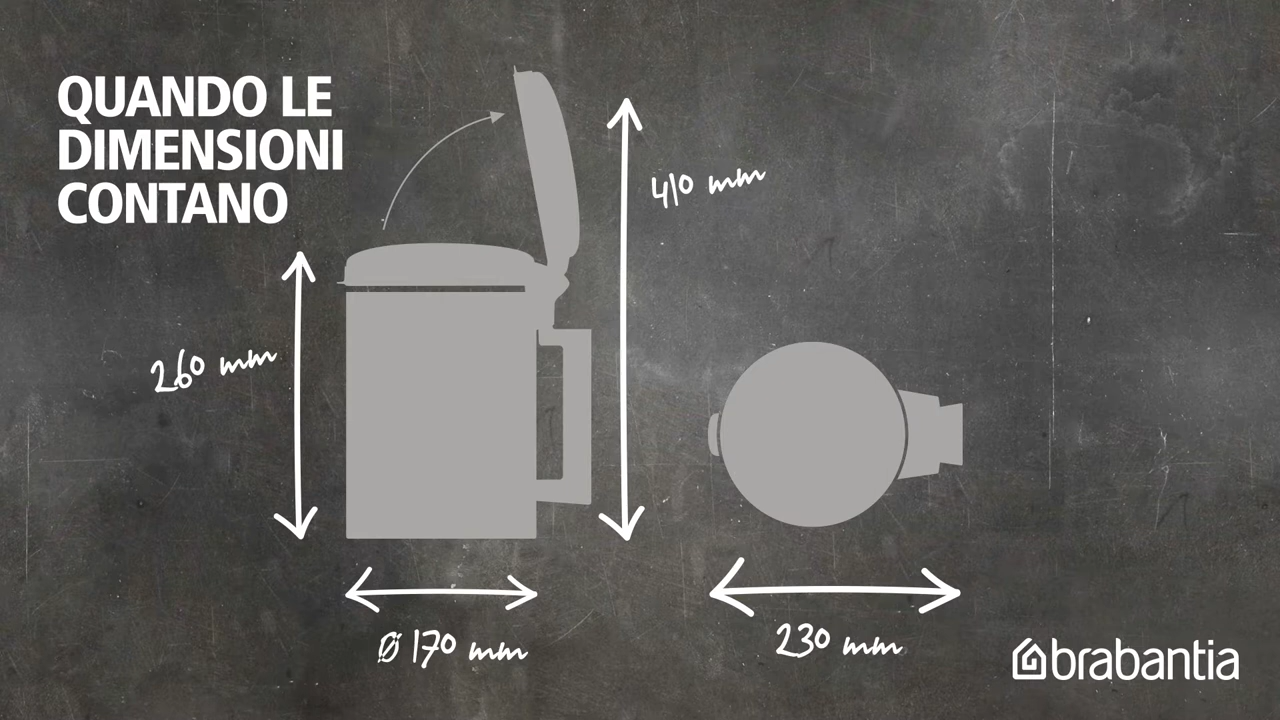 QUANDO LE
DIMENSIONI
CONTANO
410 mm
260 mm
Ø 170 mm
230 mm
brabantia